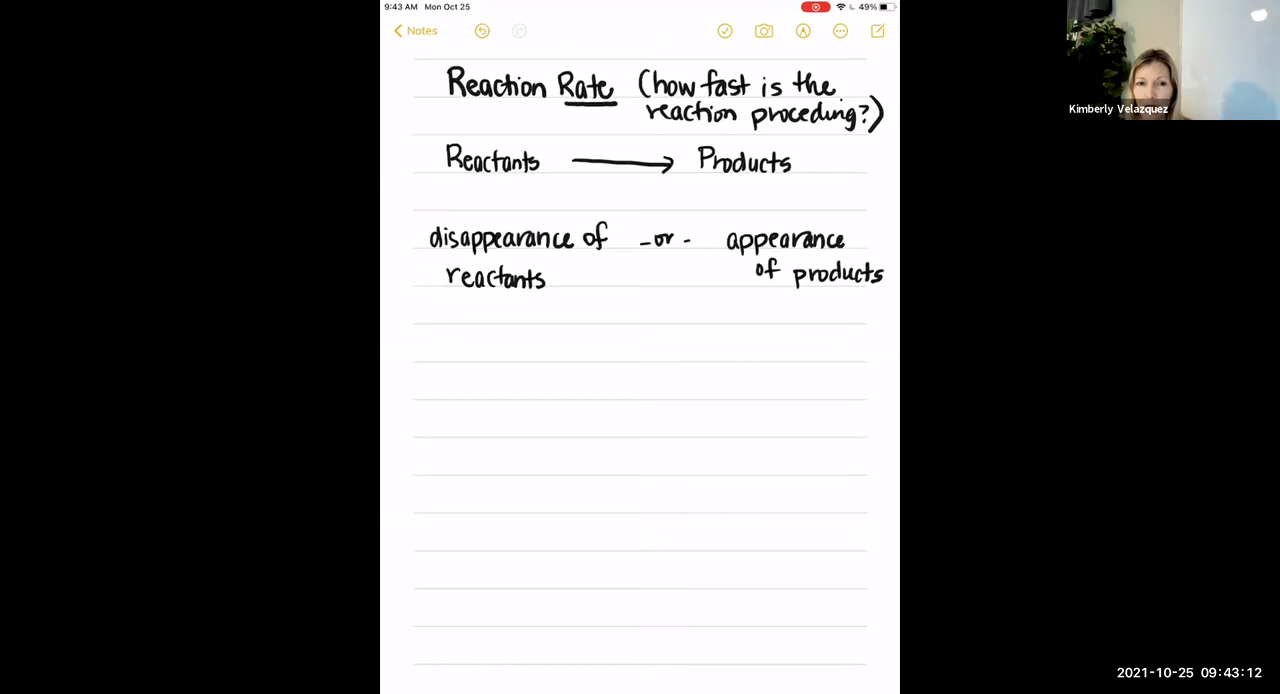 9:43 AM Mon Oct 25
49%
Notes
Reaction Rate (how fast is the
reaction proceding?)
Reactants → Products
disappearance of -or- appearance
reactants of products
Kimberly Velazquez
2021-10-25 09:43:12